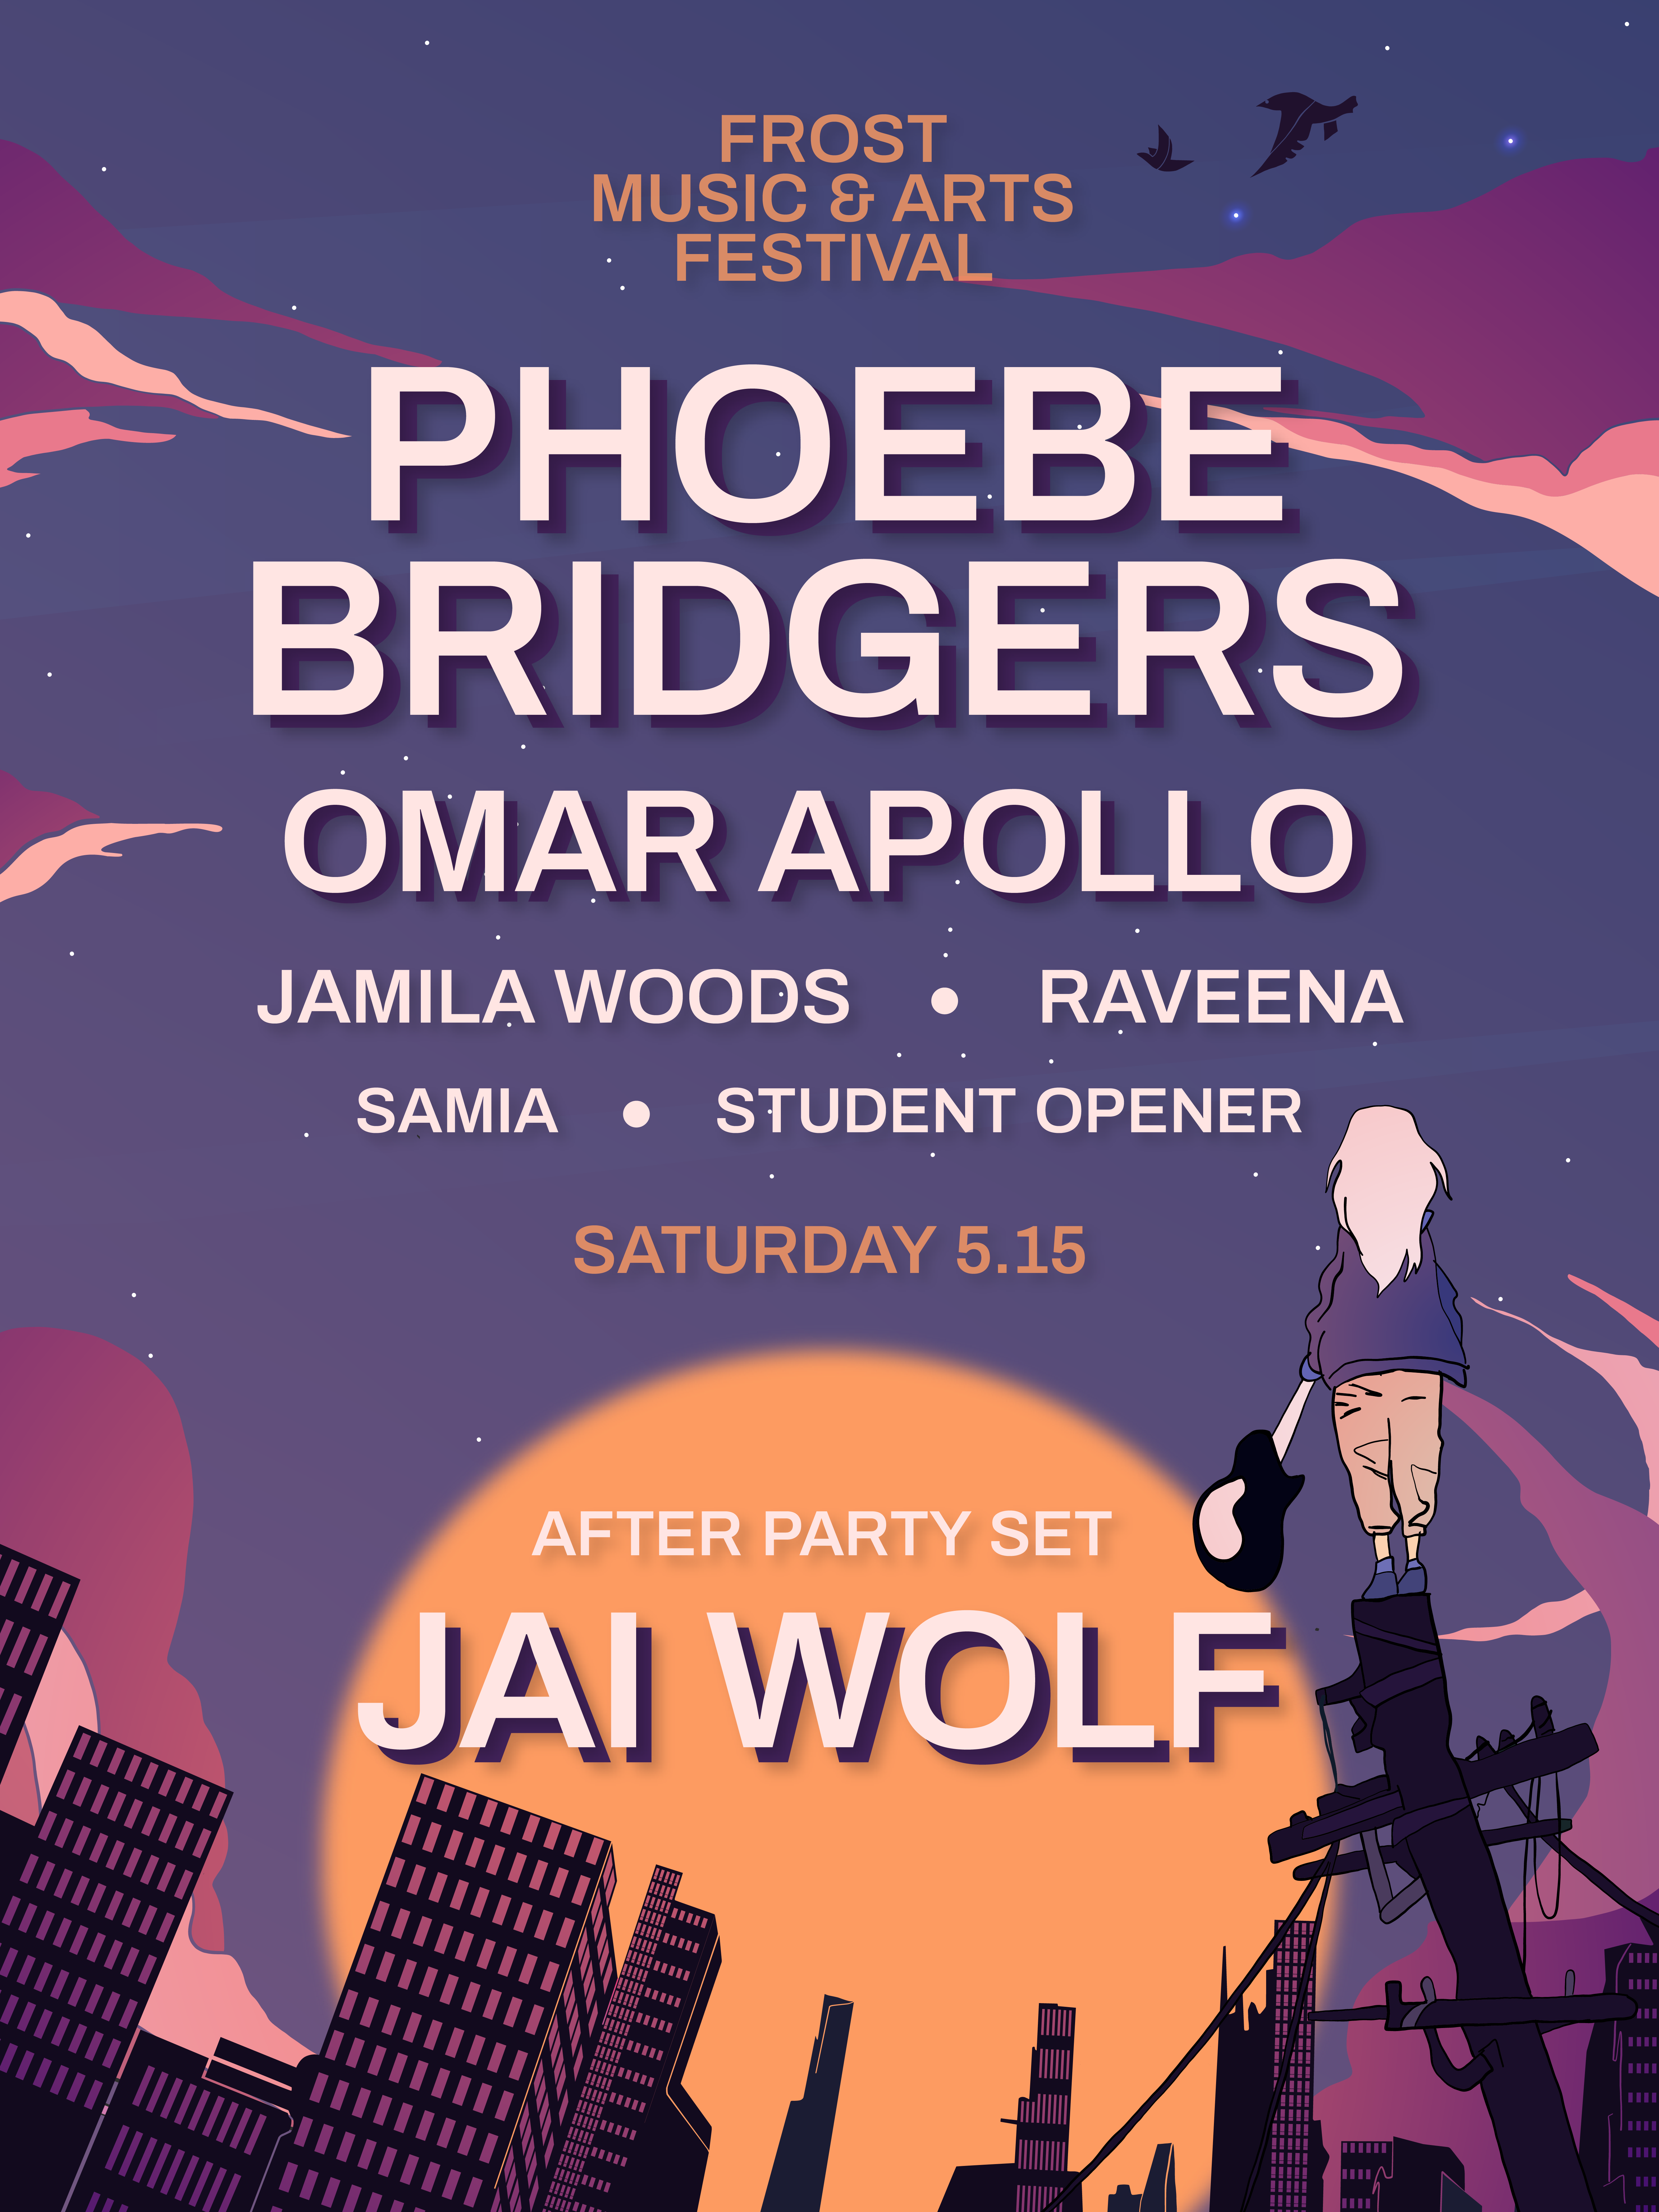 FROST
MUSIC & ARTS
FESTIVAL
PHOEBE
BRIDGERS
OMAR APOLLO
JAMILA WOODS • RAVEENA
SAMIA • STUDENT OPENER
SATURDAY 5.15
AFTER PARTY SET
JAI WOLF